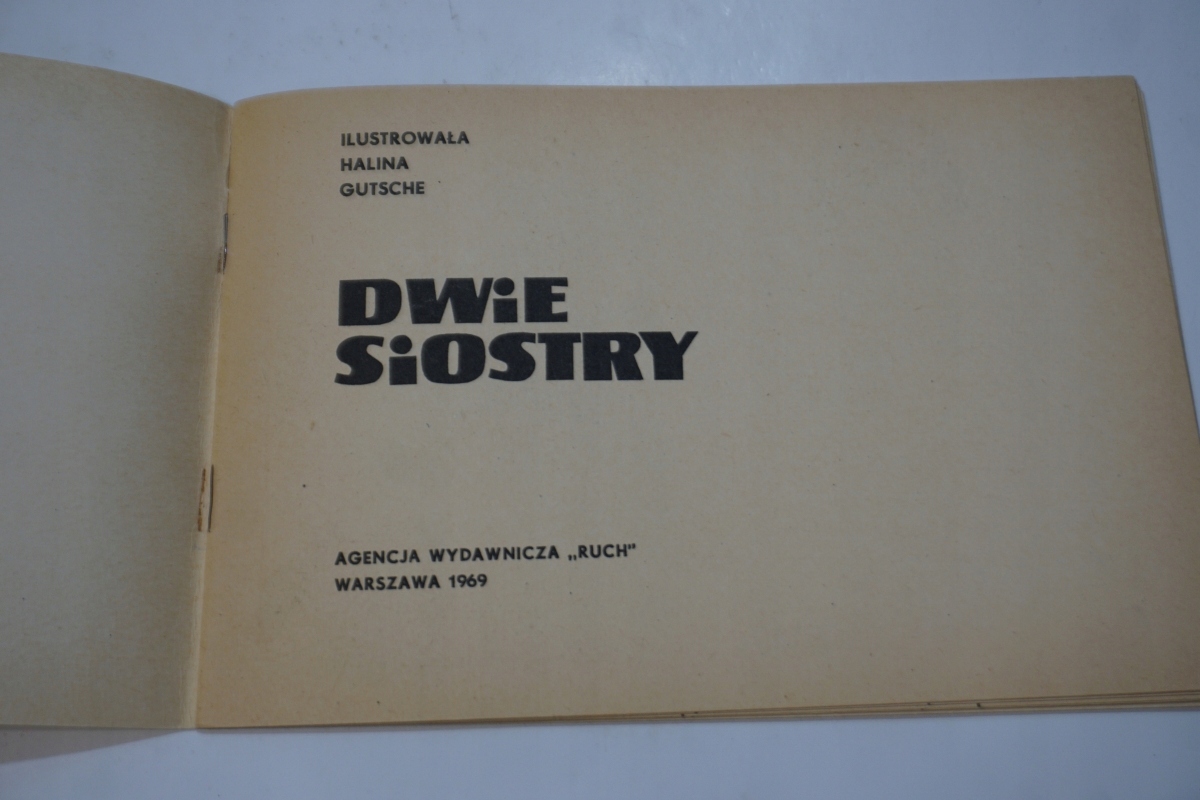 ILUSTROWAŁA
HALINA
GUTSCHE
DWiE
SiOSTRY
AGENCJA WYDAWNICZA „RUCH"
WARSZAWA 1969